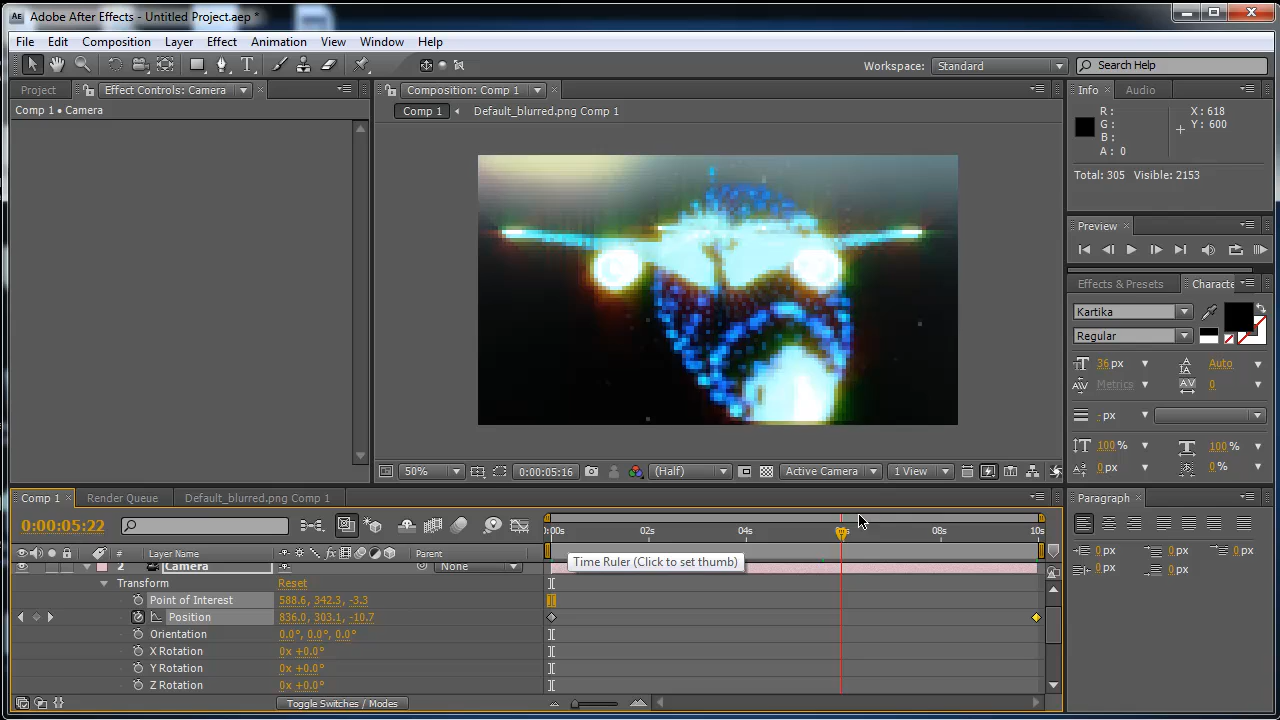 Adobe After Effects - Untitled Project.aep *
File Edit Composition Layer Effect Animation View Window Help
Workspace: Standard Search Help
Project Effect Controls: Camera Composition: Comp 1 Info Audio
Comp 1 • Camera
Comp 1 Default_blurred.png Comp 1
R: X: 618
G: Y: 600
B:
A: 0
Total: 305 Visible: 2153
Preview
Effects & Presets
Kartika
Regular
36 px Auto
Metrics 0
- px
100 % 100 %
0 px 0 %
50% 0:00:05:16 (Half) Active Camera 1 View
Comp 1 Render Queue Default_blurred.png Comp 1 Paragraph
0:00:05:22
02s 04s 08s 10s
# Layer Name Parent
Time Ruler (Click to set thumb)
2 Camera None
Transform Reset
Point of Interest 588.6, 342.3, -3.3
Position 836.0, 303.1, -10.7
Orientation 0.0°, 0.0°, 0.0°
X Rotation 0x +0.0°
Y Rotation 0x +0.0°
Z Rotation 0x +0.0°
Toggle Switches / Modes
0 px 0 px 0 px
0 px 0 px